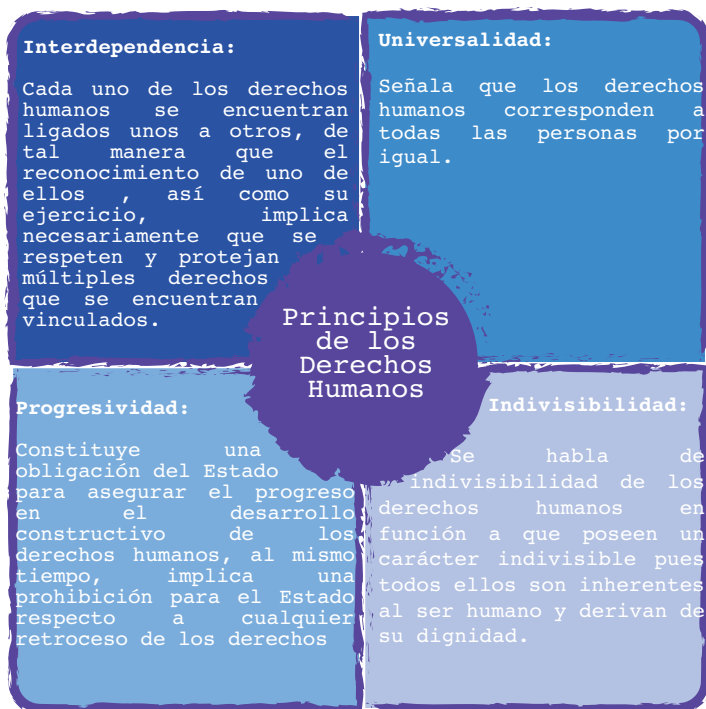 Interdependencia:
Cada uno de los derechos
humanos se encuentran
ligados unos a otros, de
tal manera que el
reconocimiento de uno de
ellos , así como su
ejercicio, implica
necesariamente que se
respeten y protejan
múltiples derechos
que se encuentran
vinculados.
Universalidad:
Señala que los derechos
humanos corresponden a
todas las personas por
igual.
Principios
de los
Derechos
Humanos
Progresividad:
Constituye una
obligación del Estado
para asegurar el progreso
en el desarrollo
constructivo de los
derechos humanos, al mismo
tiempo, implica una
prohibición para el Estado
respecto a cualquier
retroceso de los derechos
Indivisibilidad:
Se habla de
indivisibilidad de los
derechos humanos en
función a que poseen un
carácter indivisible pues
todos ellos son inherentes
al ser humano y derivan de
su dignidad.